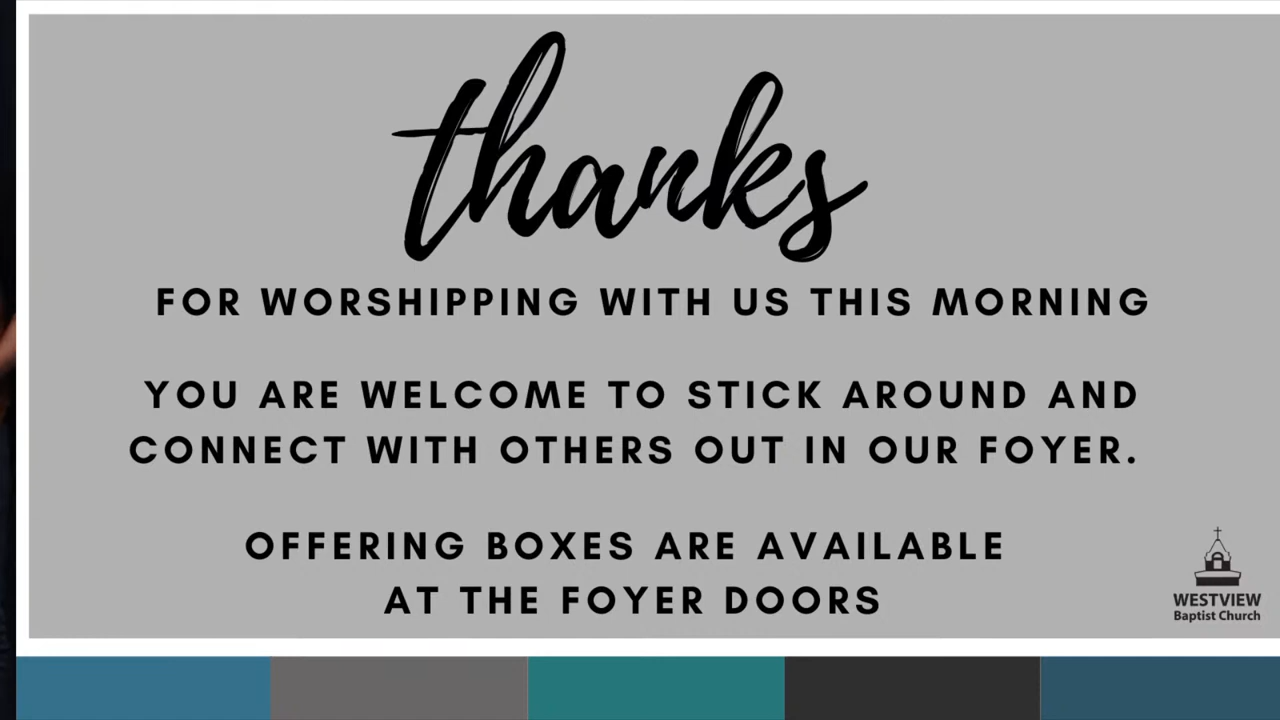 thanks
FOR WORSHIPPING WITH US THIS MORNING
YOU ARE WELCOME TO STICK AROUND AND
CONNECT WITH OTHERS OUT IN OUR FOYER.
OFFERING BOXES ARE AVAILABLE
AT THE FOYER DOORS
WESTVIEW
Baptist Church